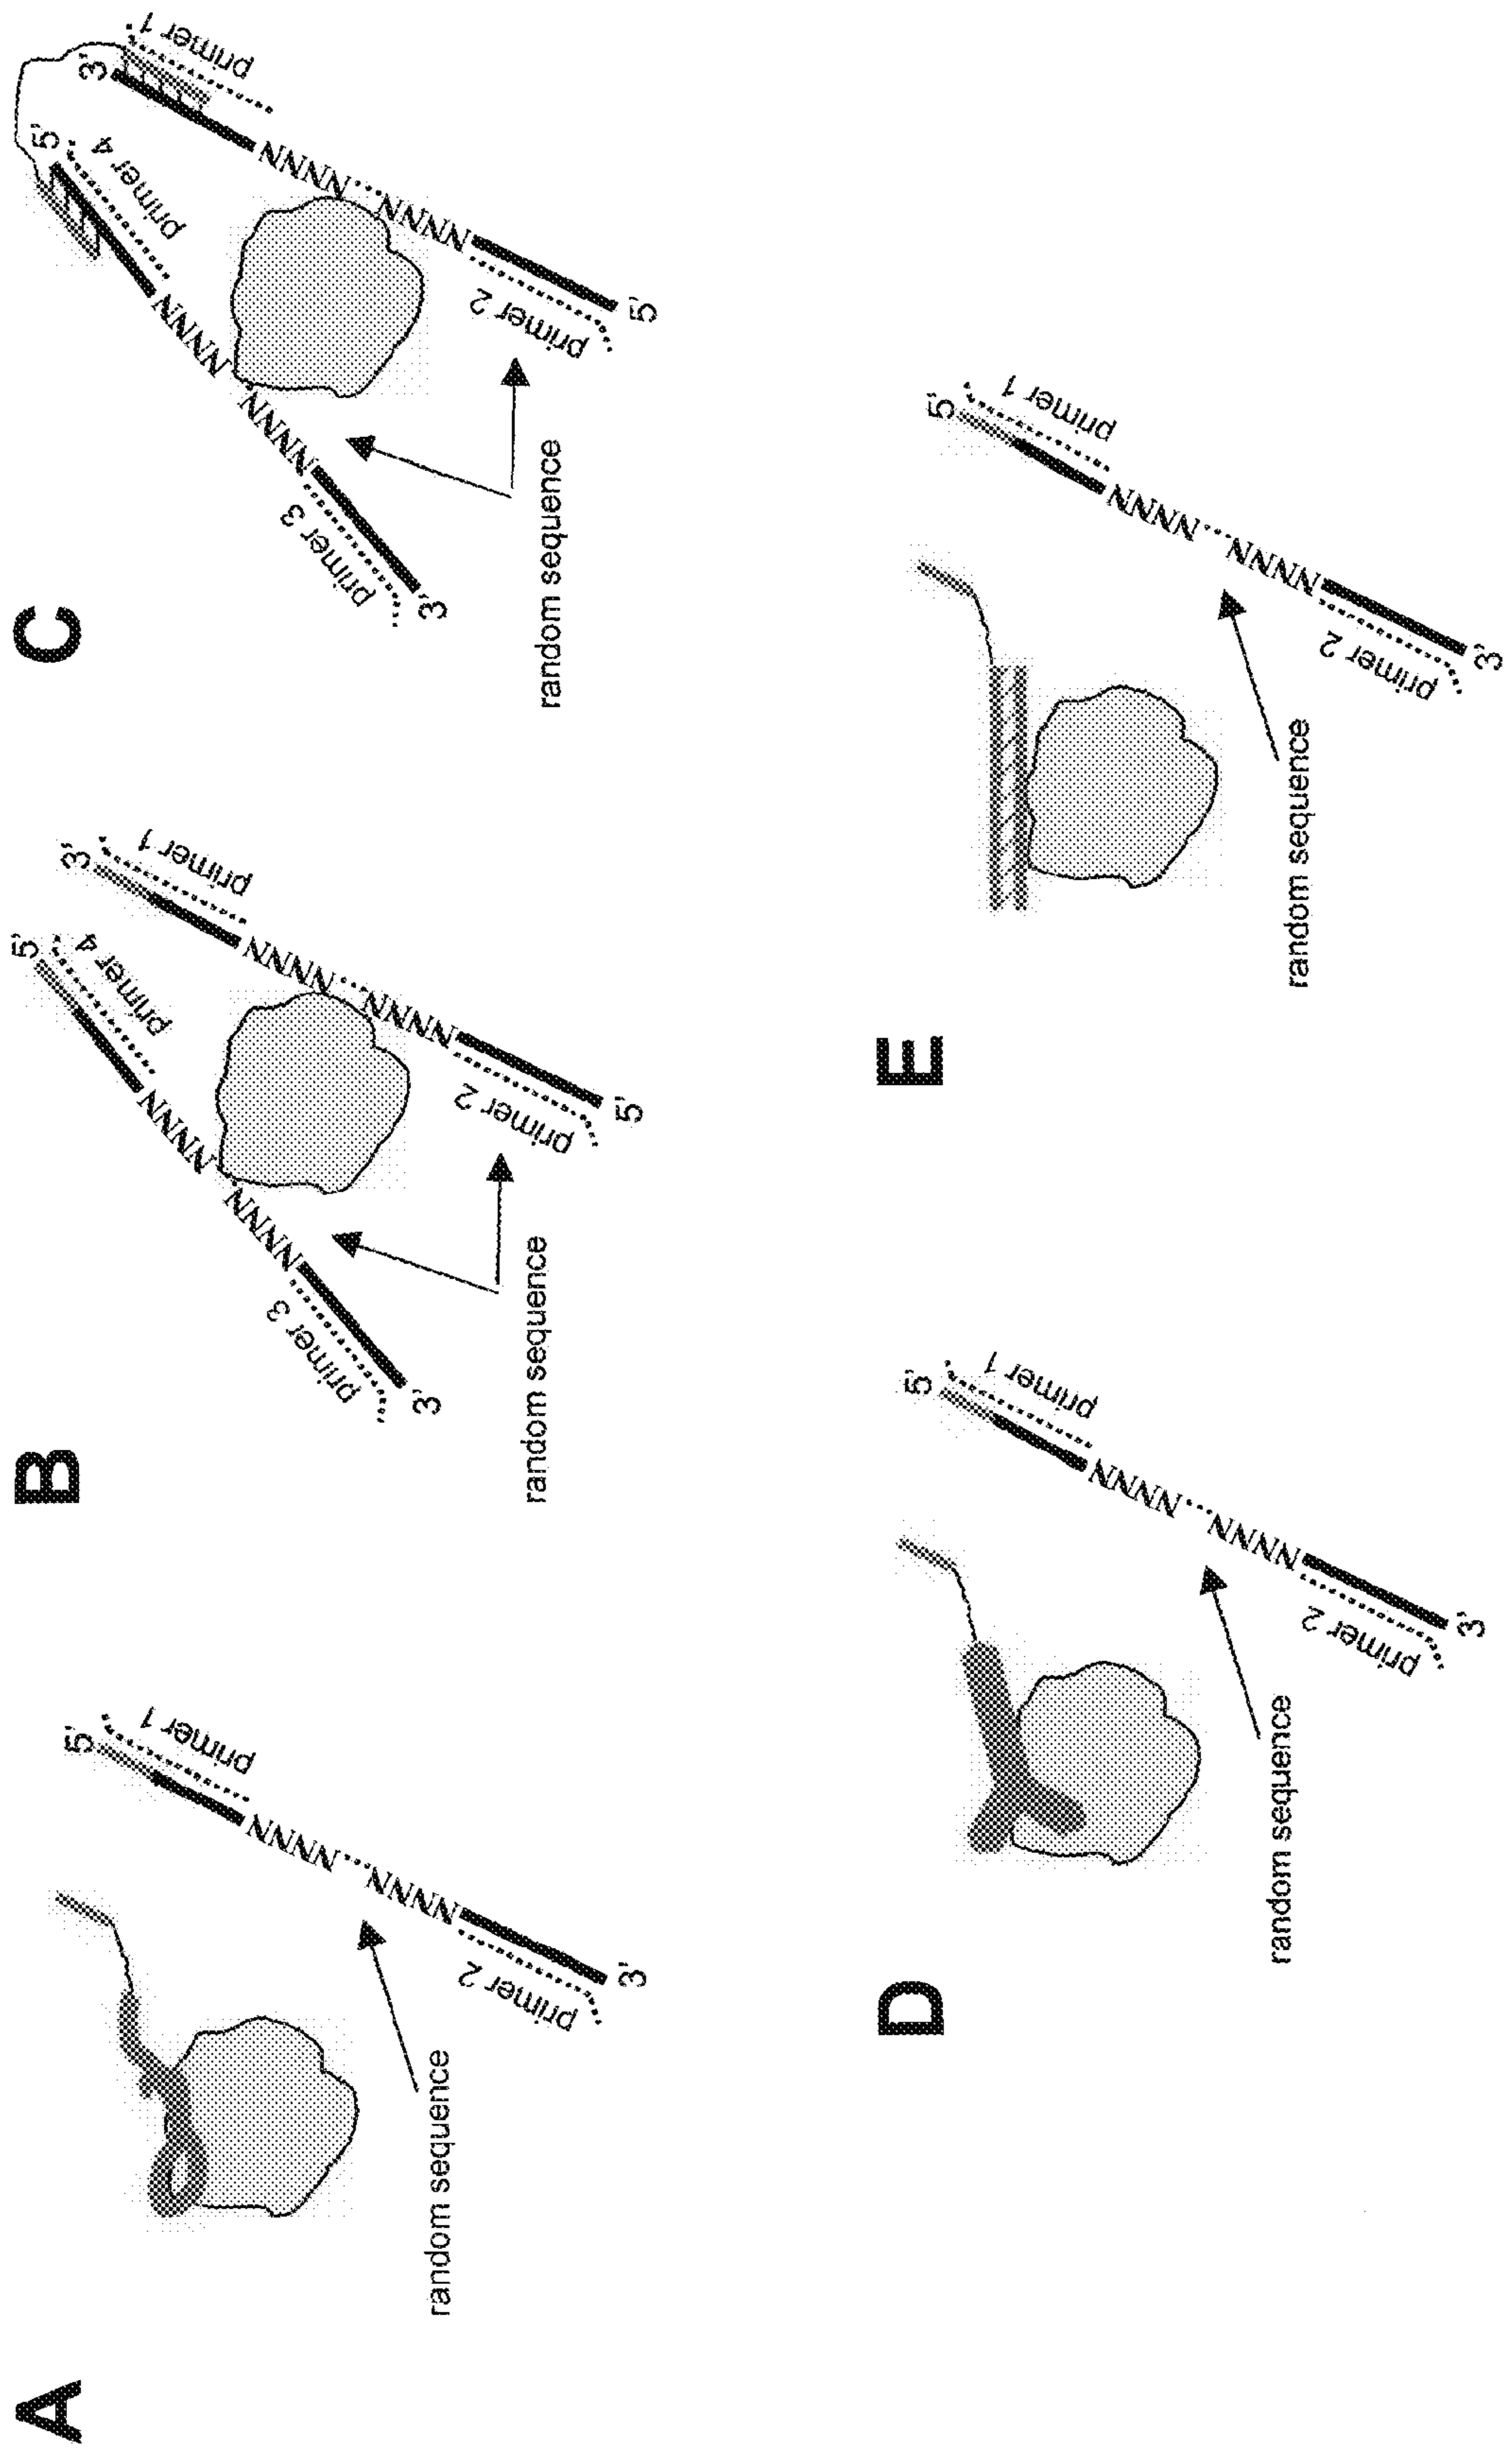 A
5'
primer 1
random sequence
primer 2
3'
B
5'
primer 4
3'
primer 1
NNNN
NNNN
NNNN
NNNN
primer 3
3'
primer 2
5'
random sequence
C
5'
primer 4
3'
primer 1
NNNN
NNNN
NNNN
NNNN
primer 3
3'
primer 2
5'
random sequence
D
5'
primer 1
NNNN
NNNN
random sequence
primer 2
3'
E
5'
primer 1
NNNN
NNNN
random sequence
primer 2
3'
NNNN
NNNN